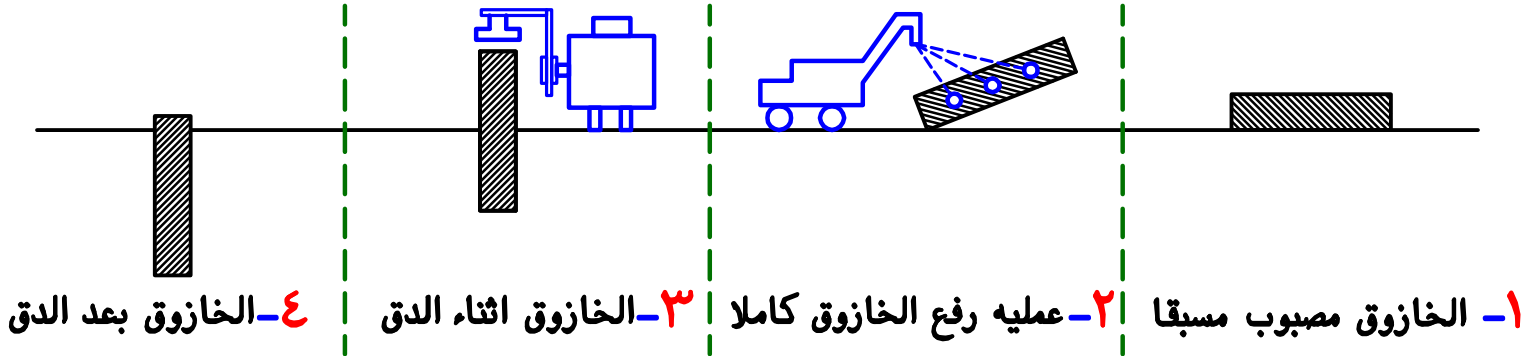 ١- الخازوق مصبوب مسبقا
٢- عمليه رفع الخازوق كاملا
٣- الخازوق اثناء الدق
٤- الخازوق بعد الدق